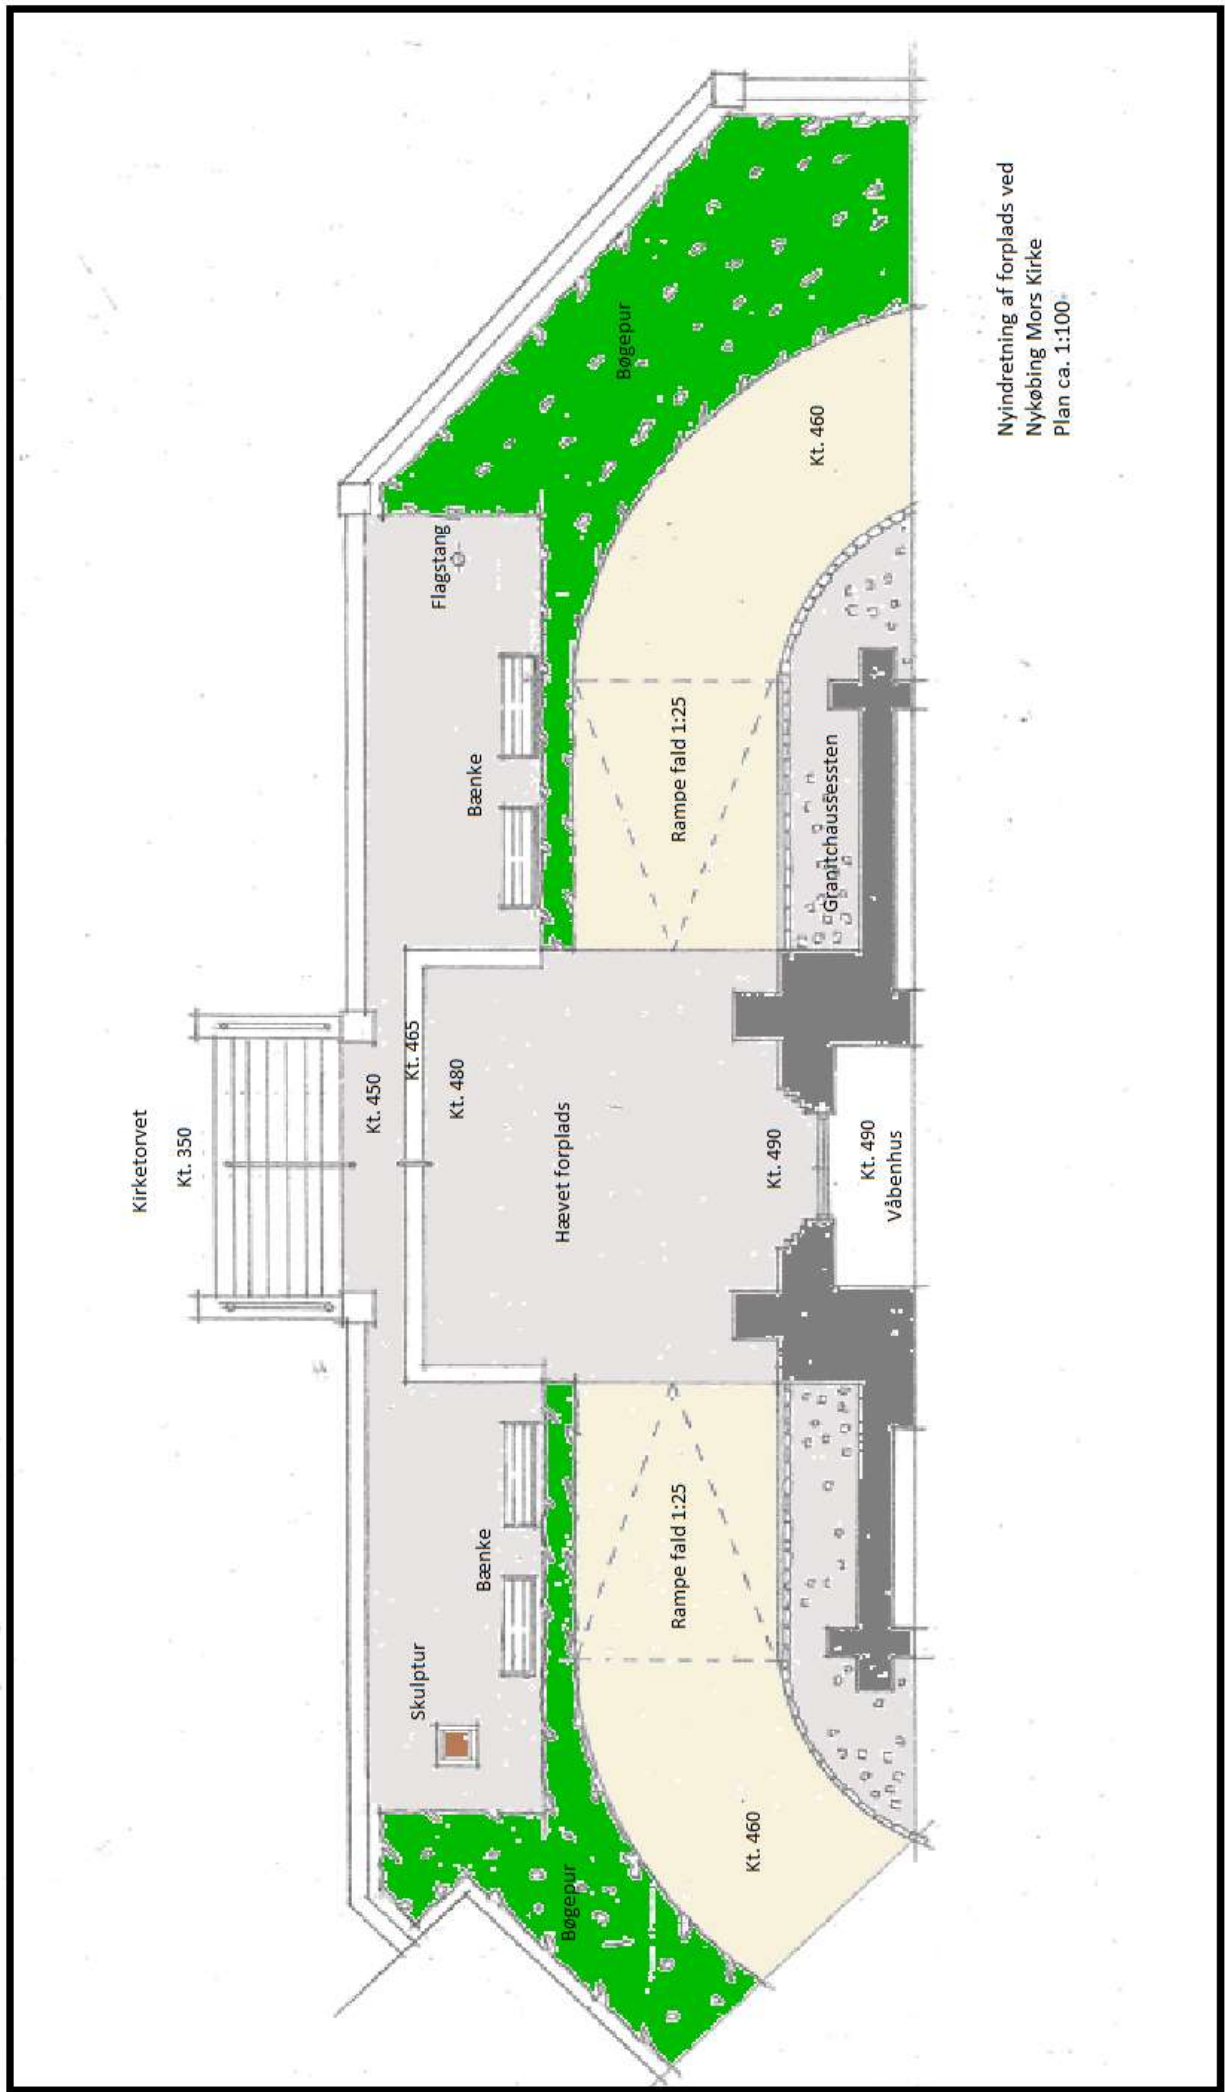 Kirketorvet
Kt. 350
Kt. 450
Kt. 465
Kt. 480
Flagstang
Skulptur
Bænke
Bænke
Hævet forplads
Bøgepur
Bøgepur
Rampe fald 1:25
Rampe fald 1:25
Kt. 460
Kt. 460
Kt. 490
Granitchaussessten
Kt. 490
Våbenhus
Nyindretning af forplads ved
Nykøbing Mors Kirke
Plan ca. 1:100